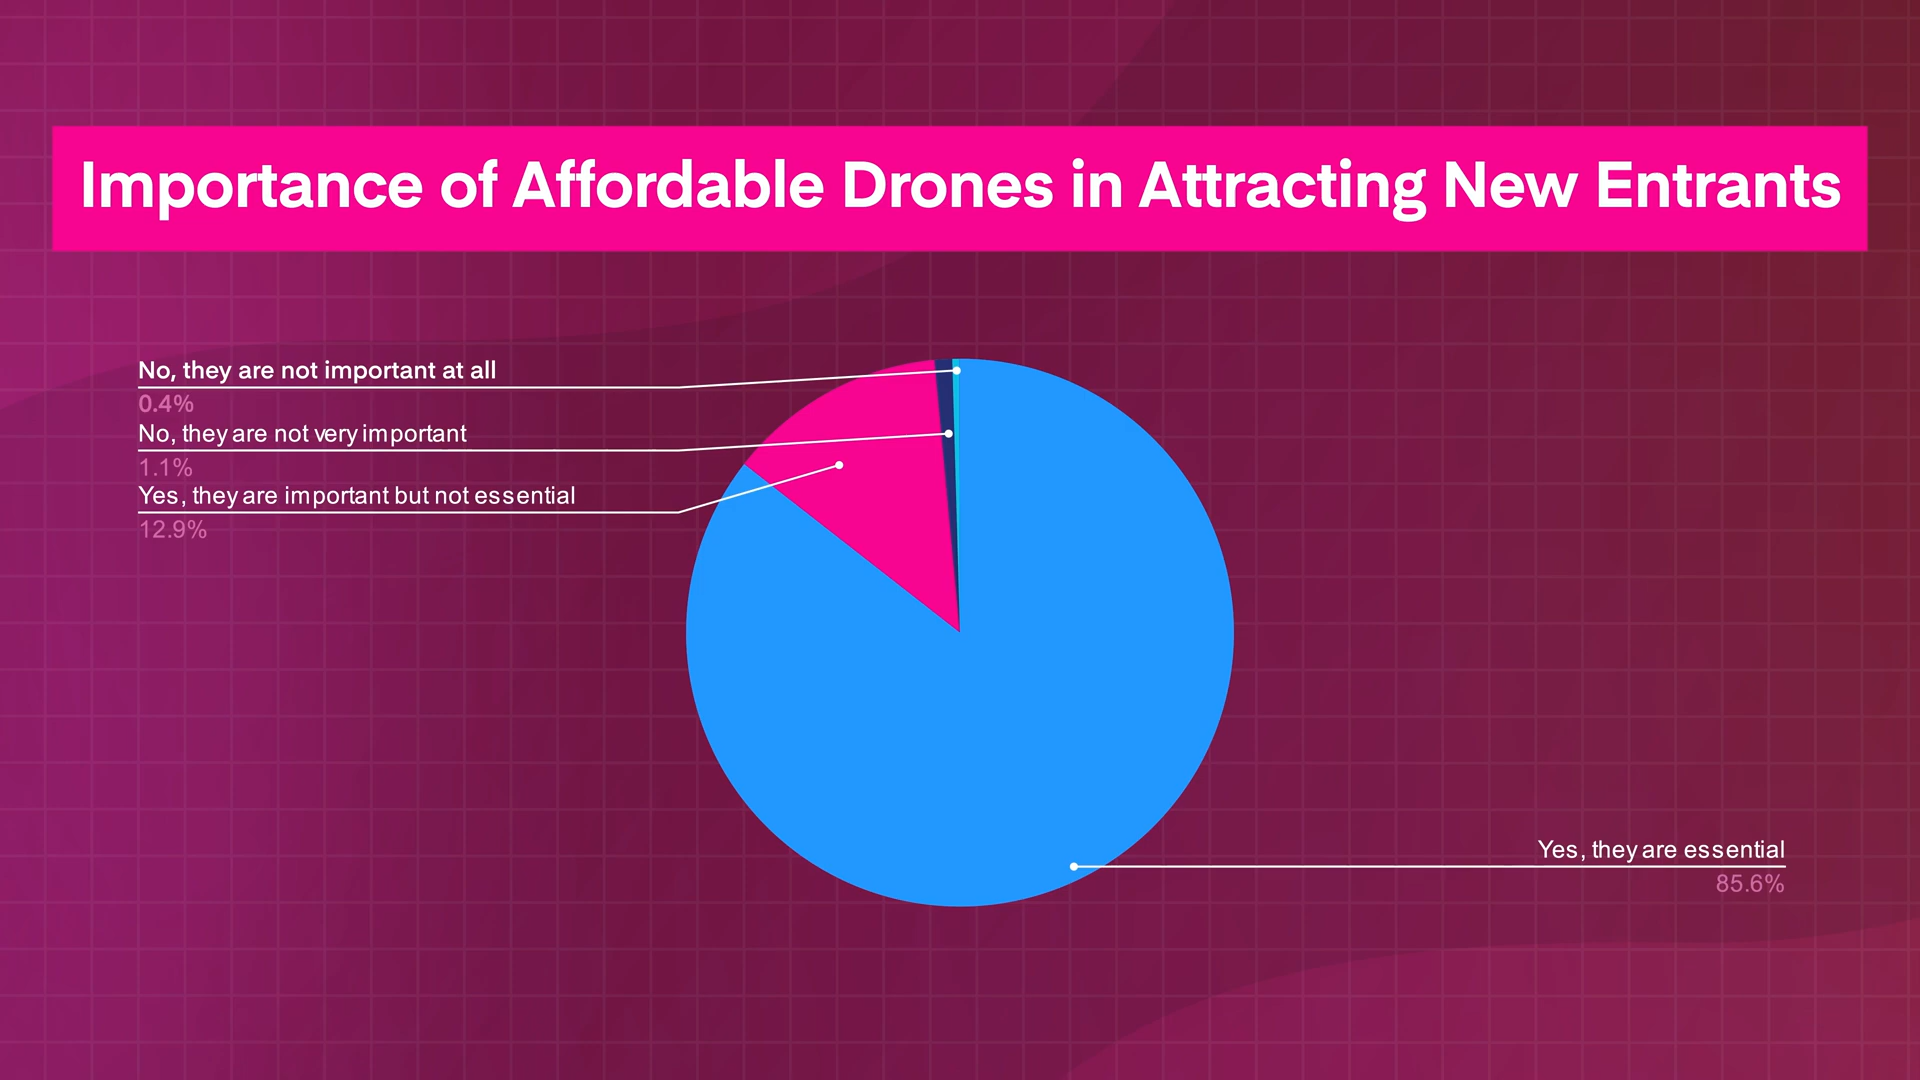 Importance of Affordable Drones in Attracting New Entrants
No, they are not important at all
0.4%
No, they are not very important
1.1%
Yes, they are important but not essential
12.9%
Yes, they are essential
85.6%